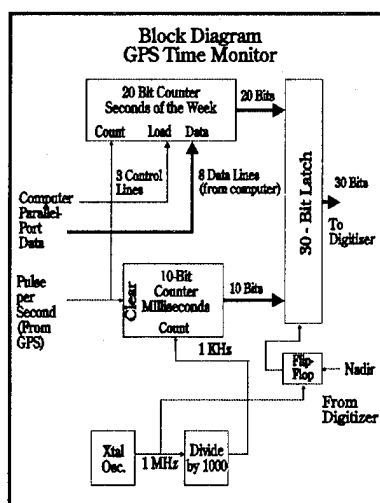 Block Diagram
GPS Time Monitor
20 Bit Counter
Seconds of the Week
Count Load Data
20 Bits
3 Control
Lines
8 Data Lines
(from computer)
Computer
Parallel-
Port
Data
30 - Bit Latch
30 Bits
To
Digitizer
Pulse
per
Second
(From
GPS)
Clear
10-Bit
Counter
Milliseconds
Count
10 Bits
1 KHz
Flip-
Flop
Nadir
From
Digitizer
Xtal
Osc.
1 MHz
Divide
by 1000